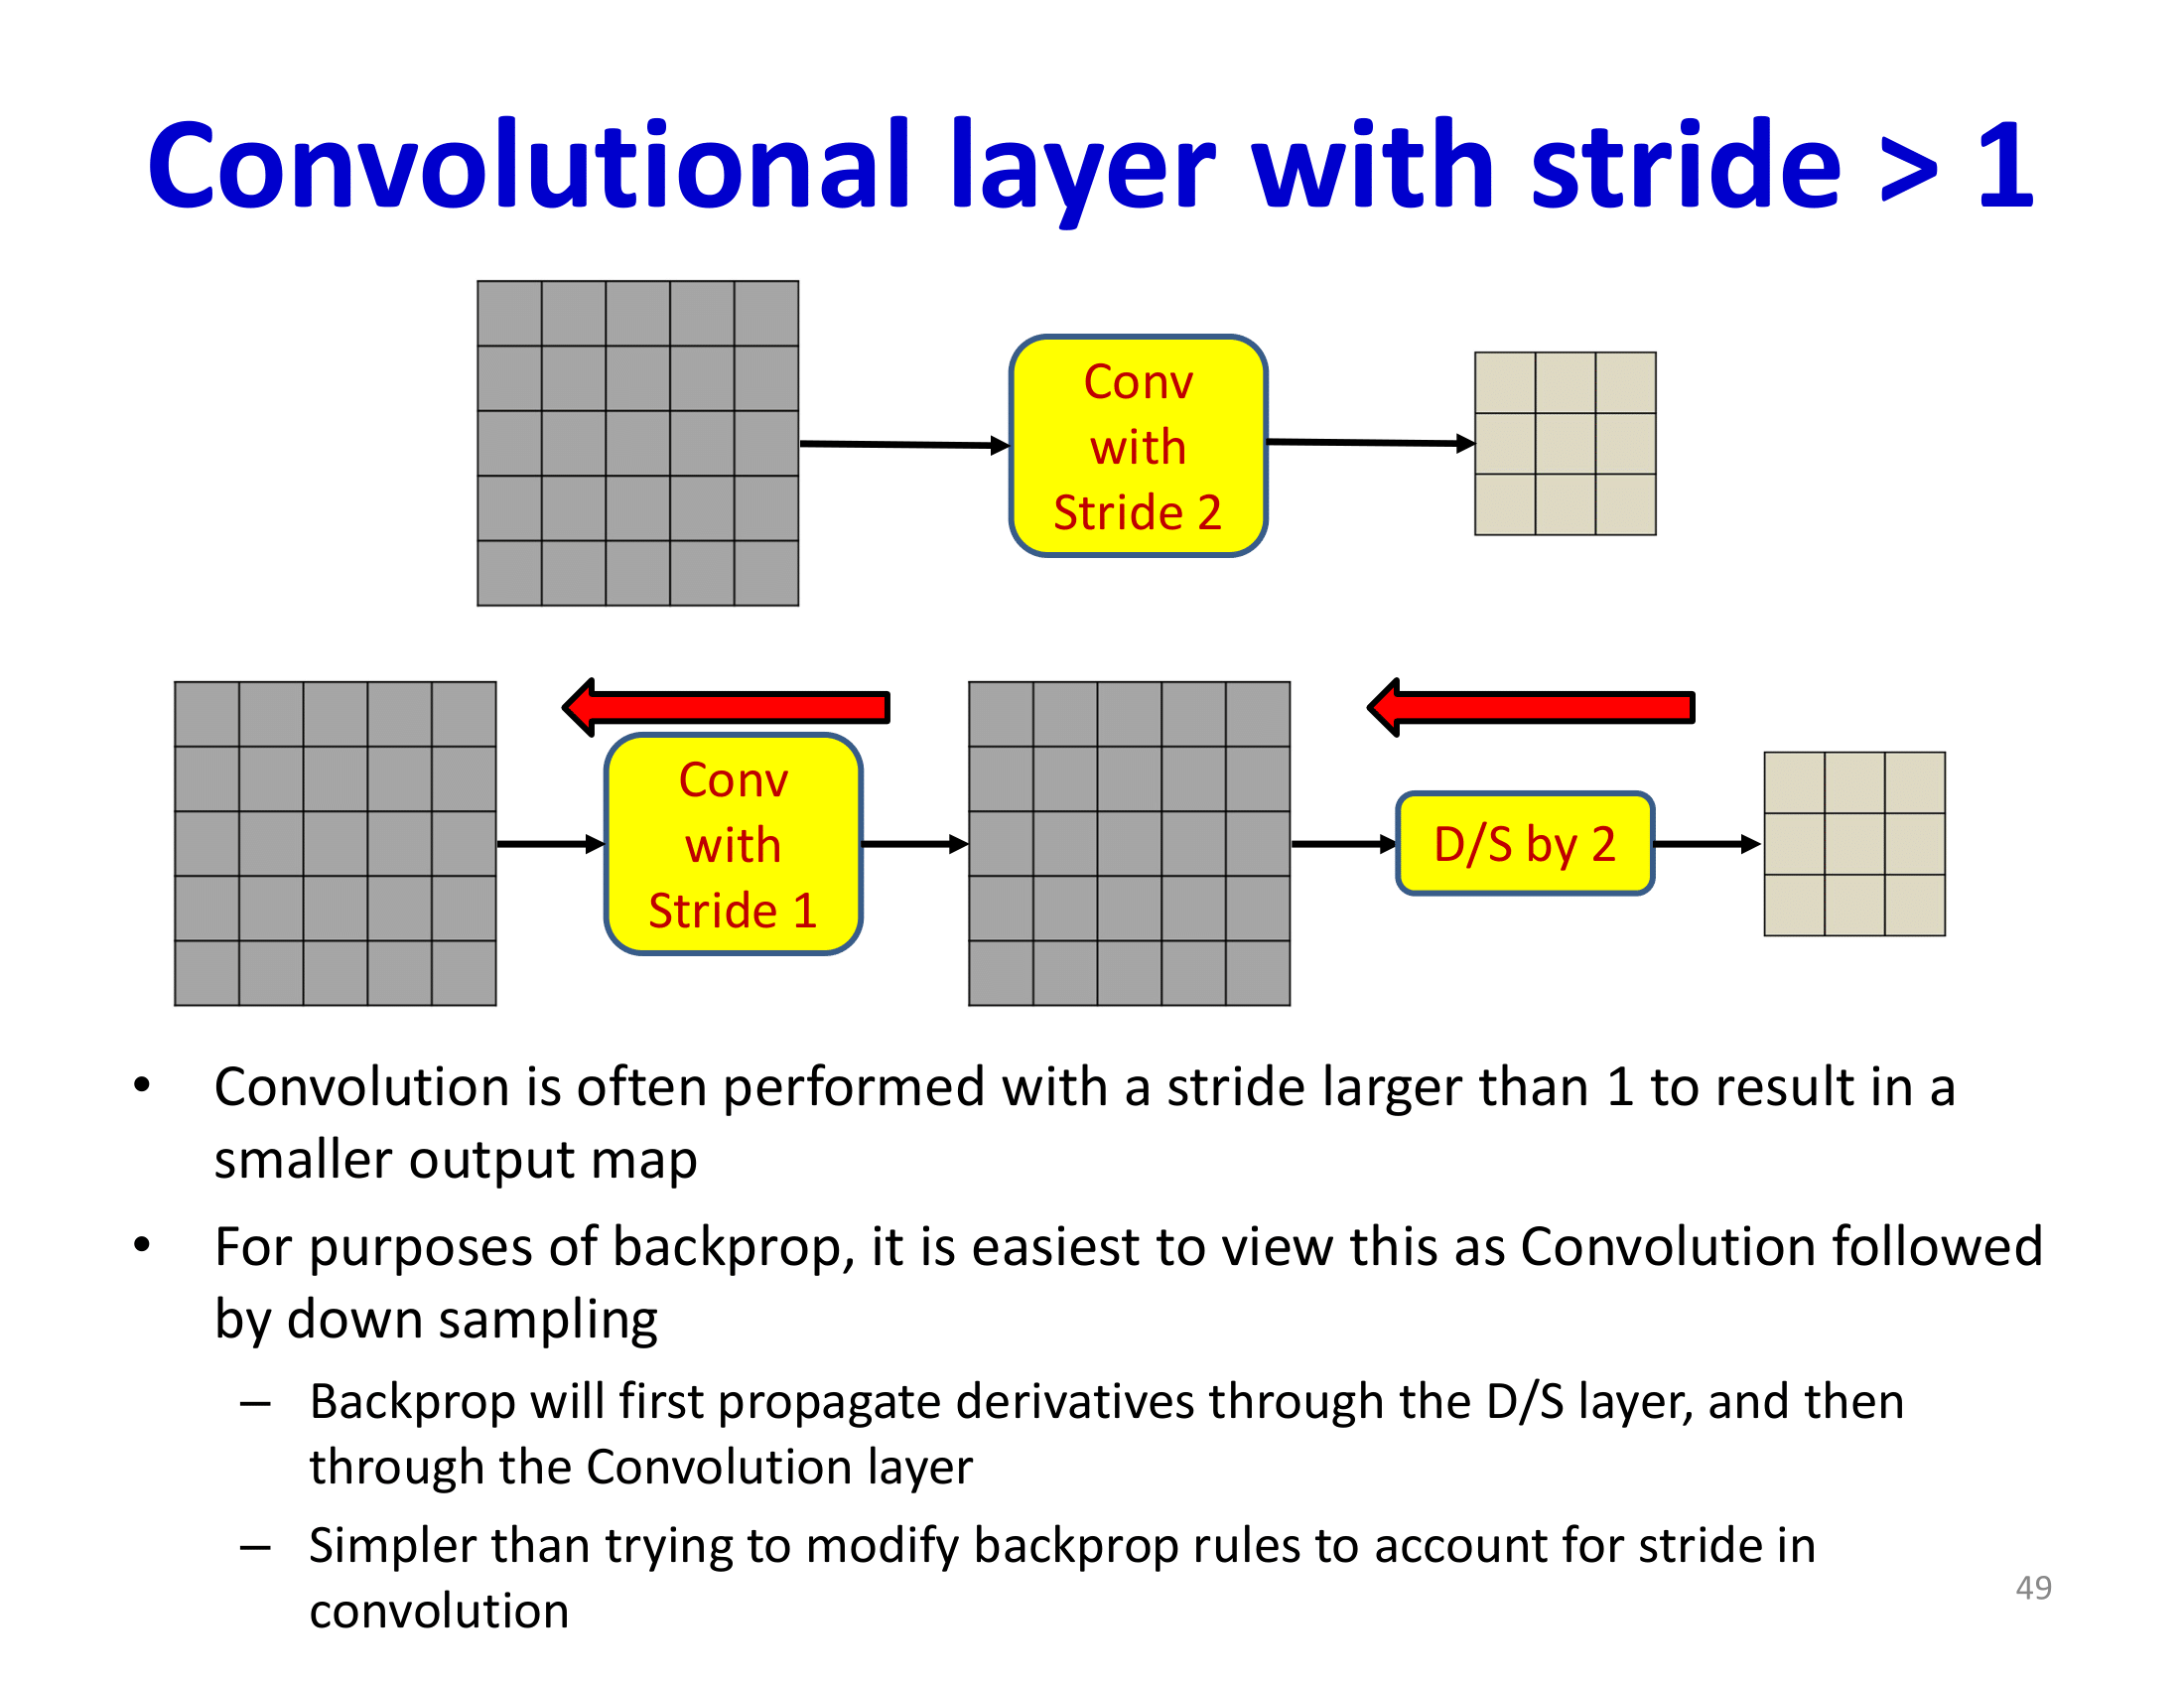 Convolutional layer with stride > 1
Conv
with
Stride 2
Conv
with
Stride 1
D/S by 2
• Convolution is often performed with a stride larger than 1 to result in a
smaller output map
• For purposes of backprop, it is easiest to view this as Convolution followed
by down sampling
– Backprop will first propagate derivatives through the D/S layer, and then
through the Convolution layer
– Simpler than trying to modify backprop rules to account for stride in
convolution
49